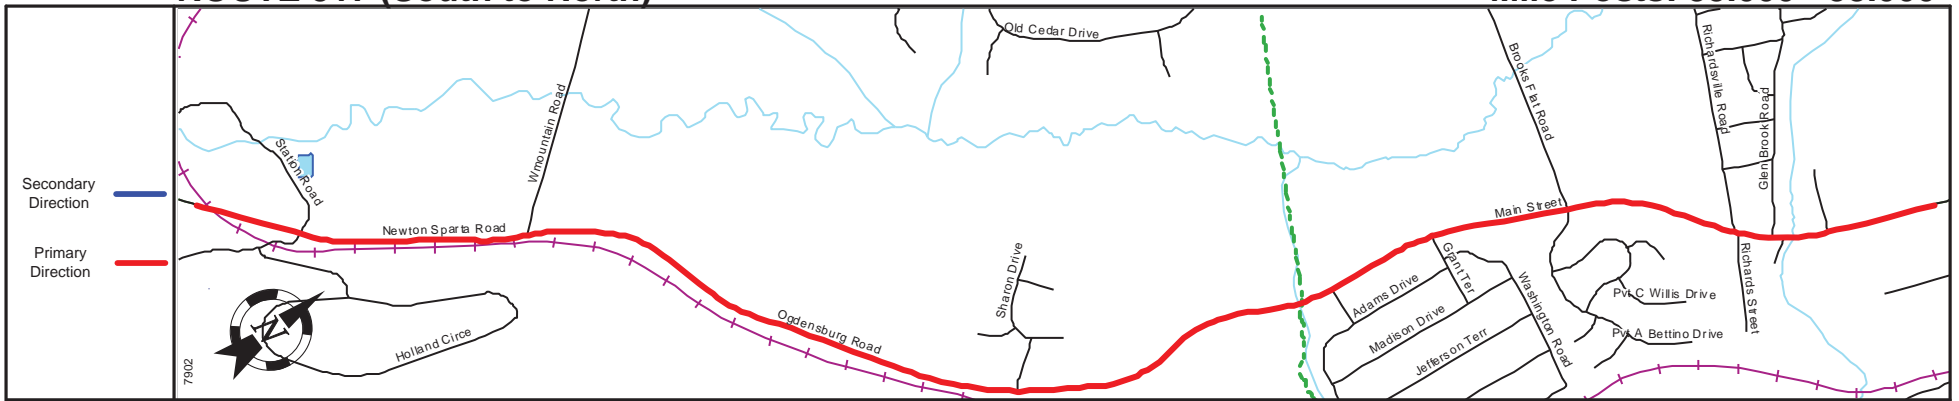 Old Cedar Drive
Brooks Flat Road
Richardsville Road
Glen Brook Road
Wmountain Road
Station Road
Secondary
Direction
Primary
Direction
Newton Sparta Road
Main Street
Sharon Drive
Grant Ter
Adams Drive
Madison Drive
Jefferson Terr
Washington Road
Pvt C Willis Drive
Pvt A Bettino Drive
Richards Street
Ogdensburg Road
Holland Circe
N
7902